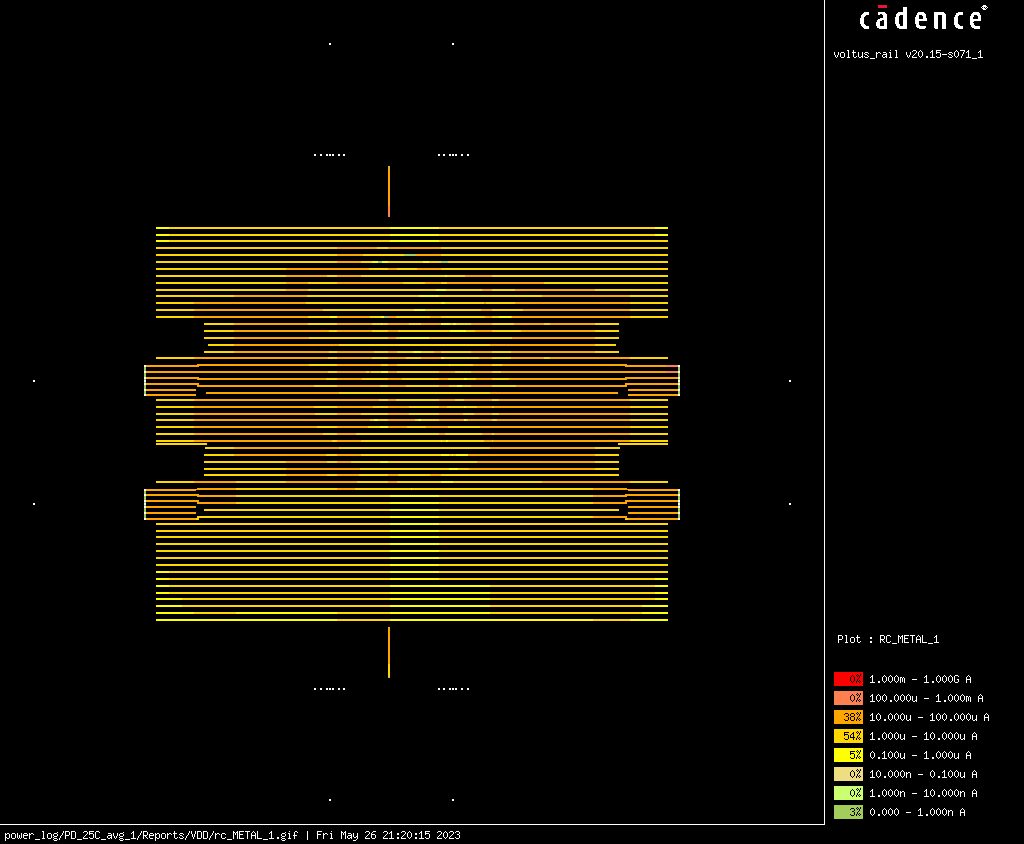 cādence®
voltus_rail v20.15-s071_1
Plot : RC_METAL_1
0% 1.000m - 1.000G A
0% 100.000u - 1.000m A
38% 10.000u - 100.000u A
54% 1.000u - 10.000u A
5% 0.100u - 1.000u A
0% 10.000n - 0.100u A
0% 1.000n - 10.000n A
3% 0.000 - 1.000n A
power_log/PD_25C_avg_1/Reports/VDD/rc_METAL_1.gif | Fri May 26 21:20:15 2023